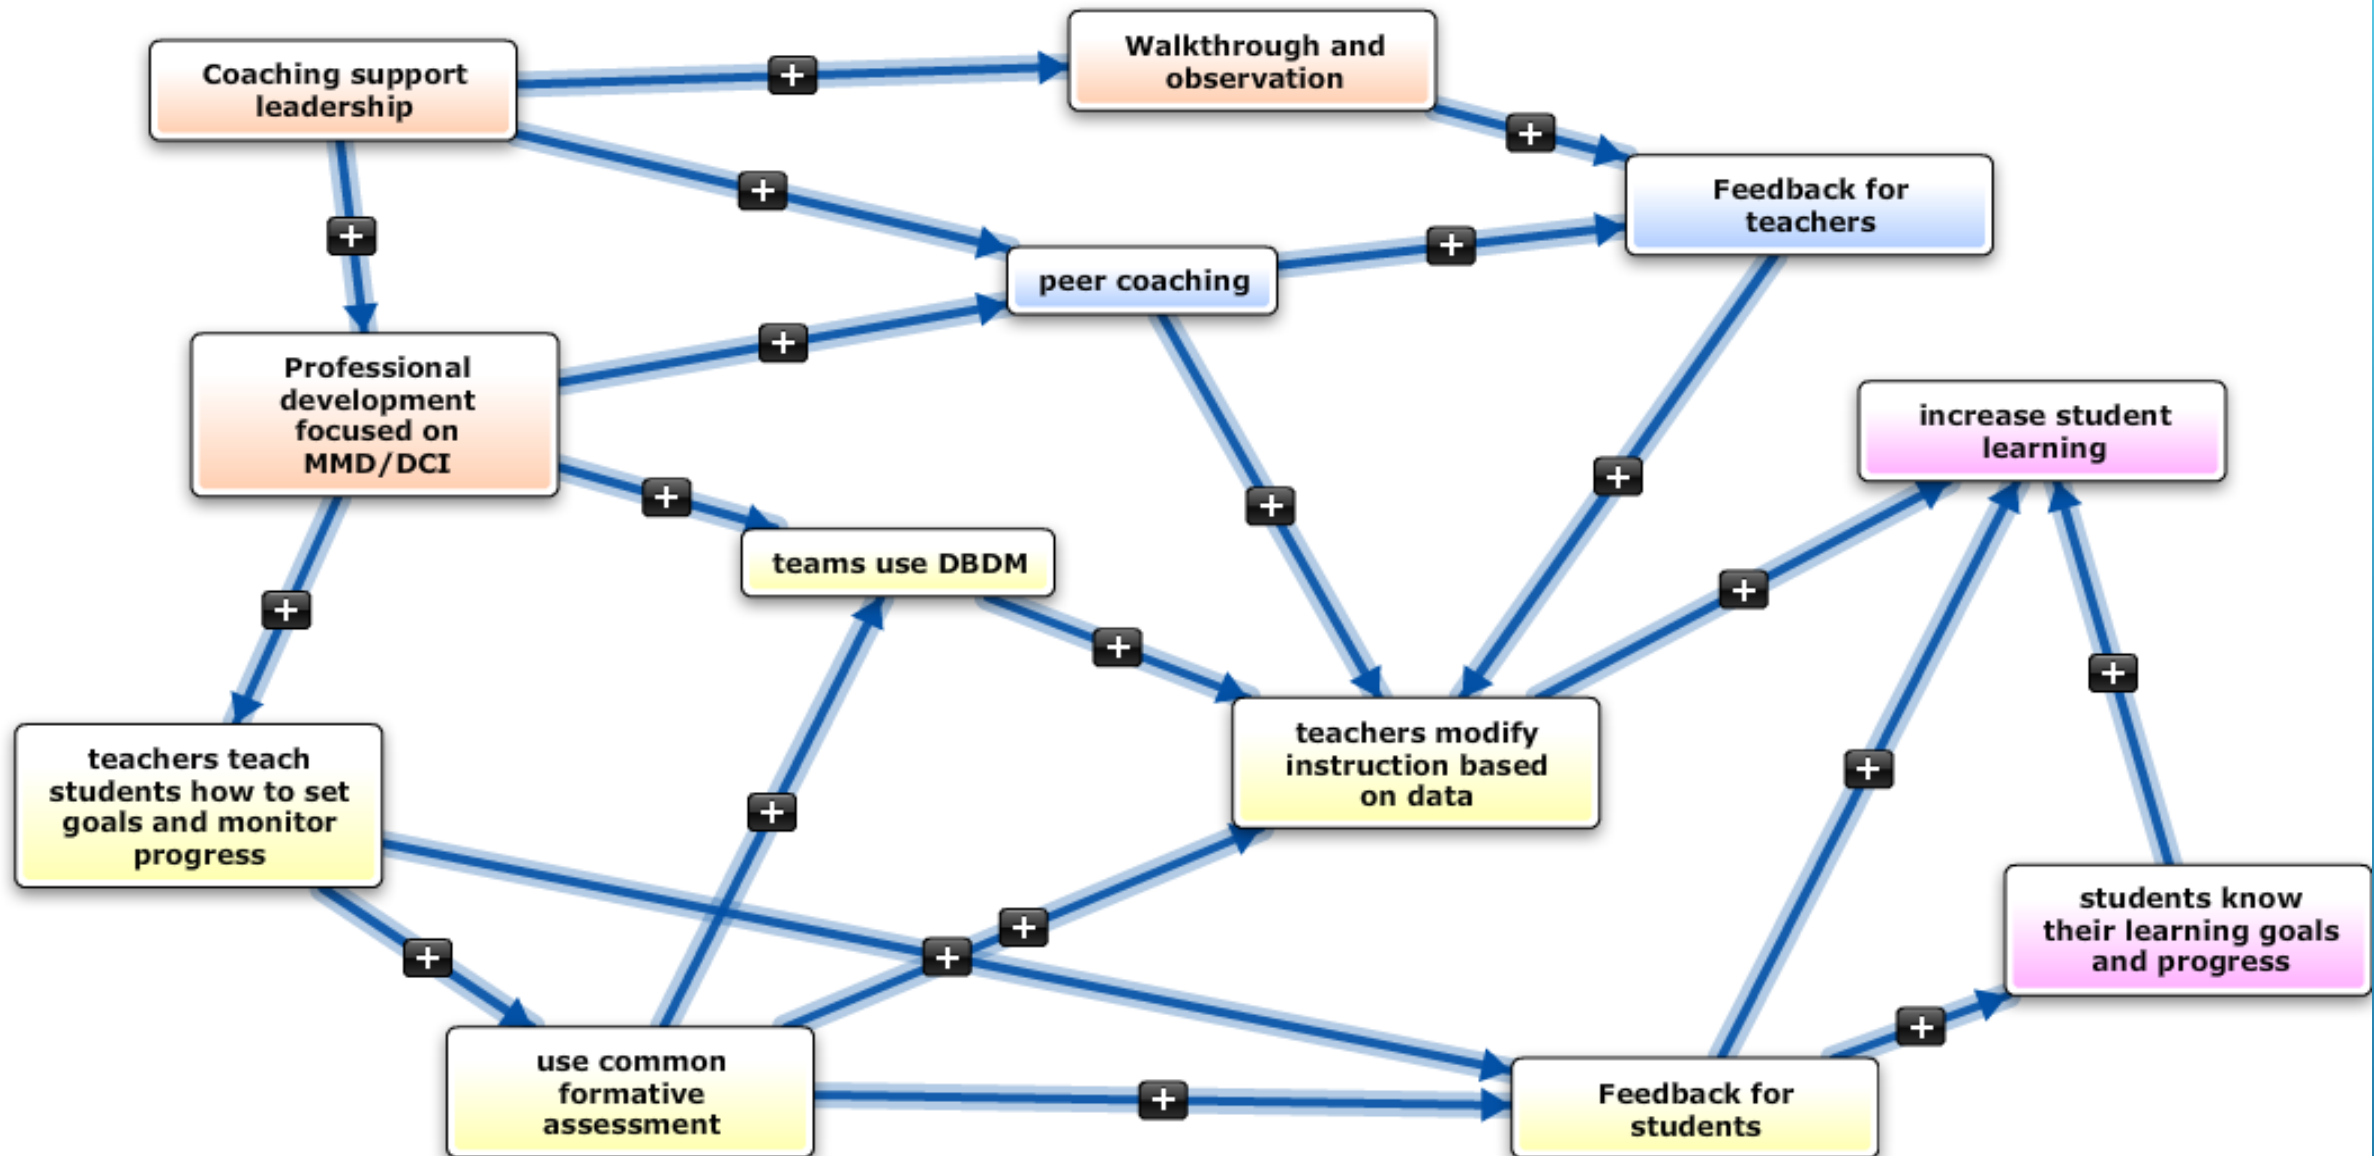 Coaching support
leadership
+
Walkthrough and
observation
+
Feedback for
teachers
+
+
peer coaching
+
+
Professional
development
focused on
MMD/DCI
+
increase student
learning
+
teams use DBDM
+
+
+
+
+
teachers teach
students how to set
goals and monitor
progress
teachers modify
instruction based
on data
+
+
+
students know
their learning goals
and progress
+
+
+
use common
formative
assessment
+
Feedback for
students
+